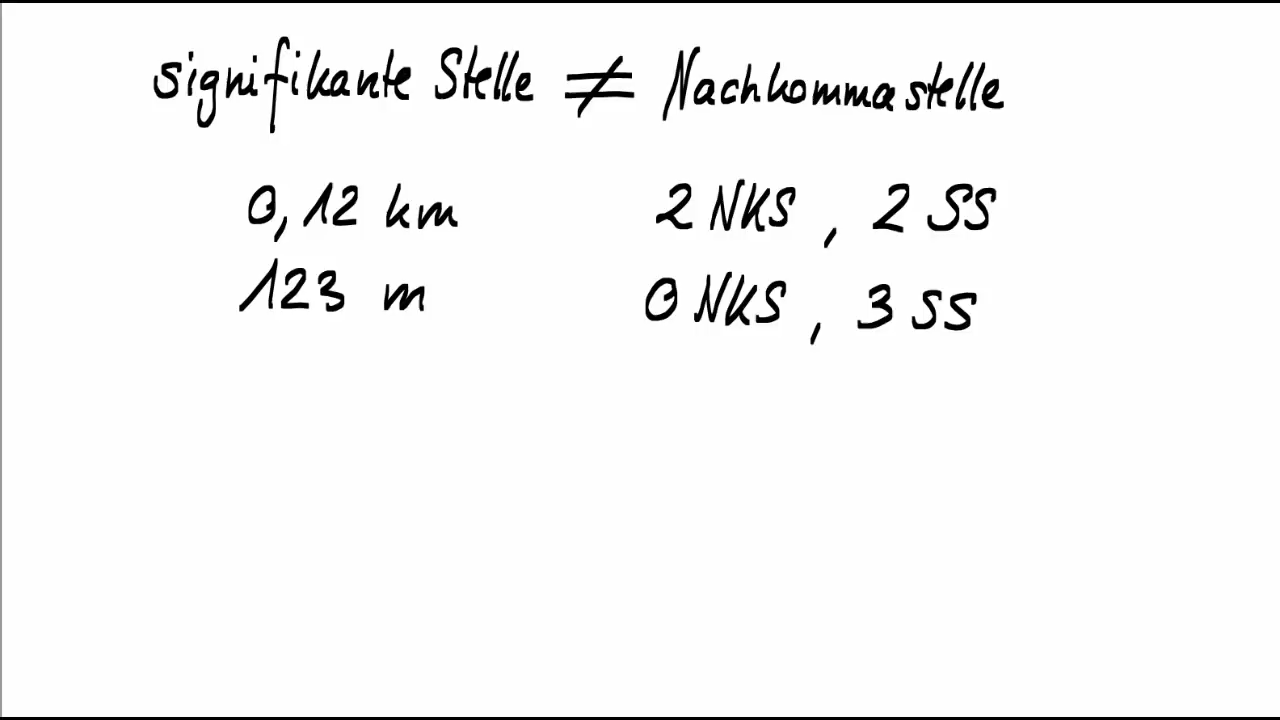 signifikante Stelle ≠ Nachkommastelle
0,12 km 2 NKS , 2 SS
123 m 0 NKS , 3 SS